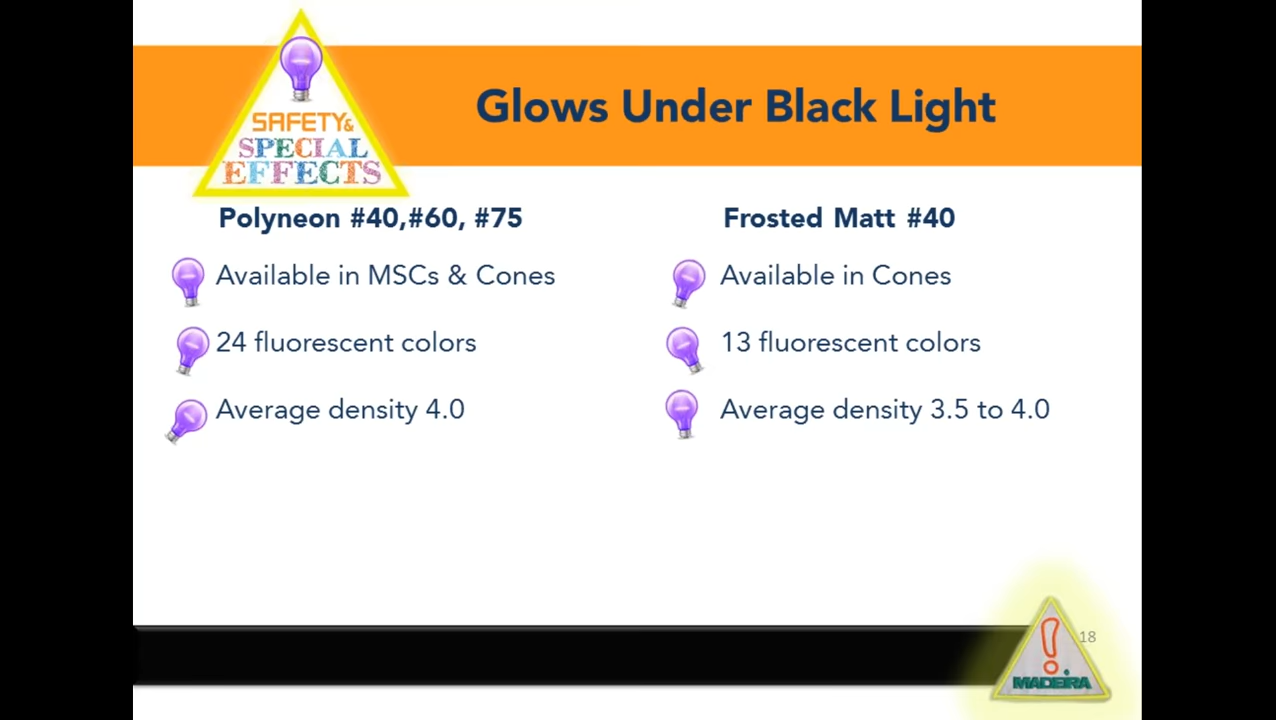 Glows Under Black Light
SAFETY&
SPECIAL
EFFECTS
Polyneon #40,#60, #75
Available in MSCs & Cones
24 fluorescent colors
Average density 4.0
Frosted Matt #40
Available in Cones
13 fluorescent colors
Average density 3.5 to 4.0
18
MADEIRA